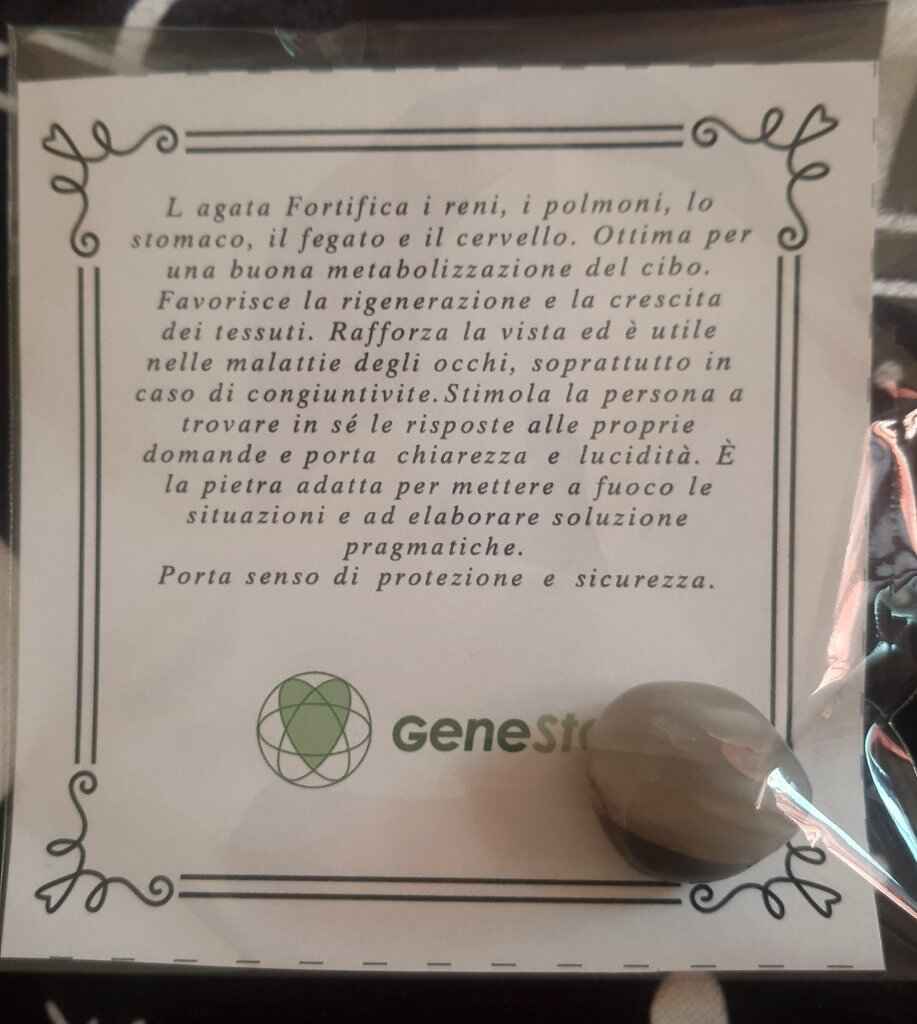 L agata Fortifica i reni, i polmoni, lo
stomaco, il fegato e il cervello. Ottima per
una buona metabolizzazione del cibo.
Favorisce la rigenerazione e la crescita
dei tessuti. Rafforza la vista ed è utile
nelle malattie degli occhi, soprattutto in
caso di congiuntivite.Stimola la persona a
trovare in sé le risposte alle proprie
domande e porta chiarezza e lucidità. È
la pietra adatta per mettere a fuoco le
situazioni e ad elaborare soluzione
pragmatiche.
Porta senso di protezione e sicurezza.